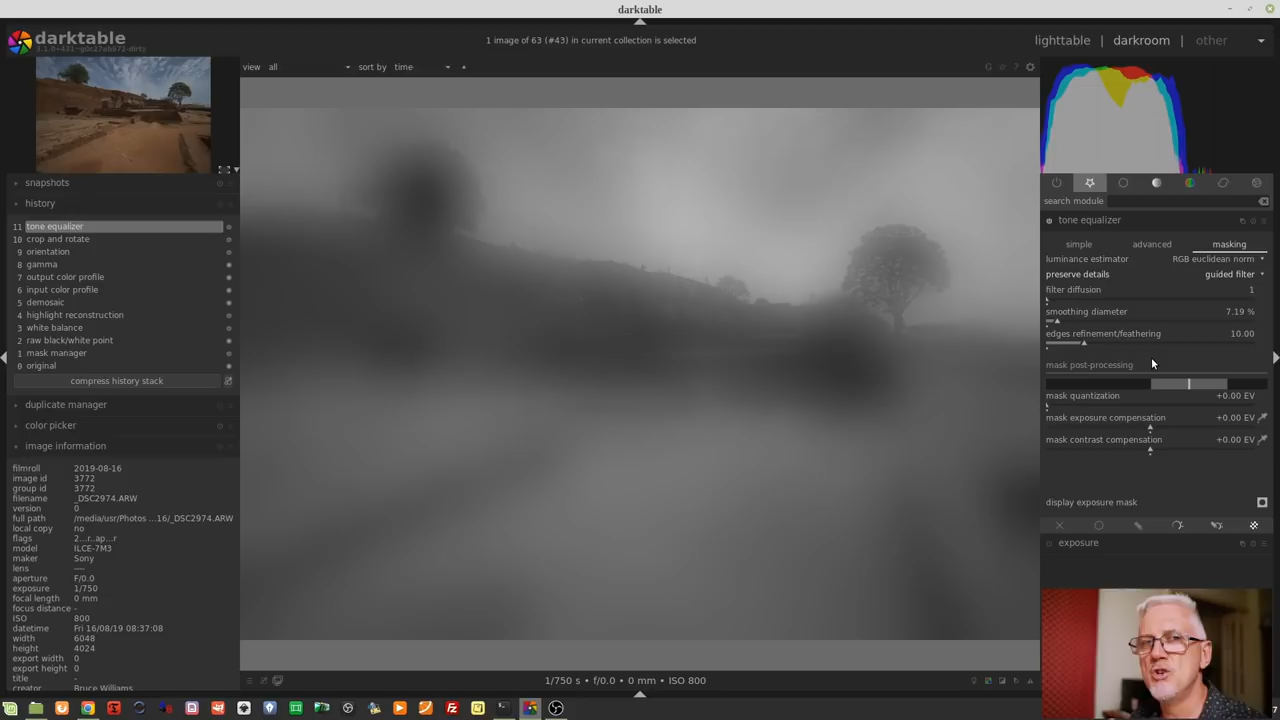 darktable
darktable
3.1.0+431~g0c27ab972-dirty
1 image of 63 (#43) in current collection is selected
lighttable | darkroom | other
view all sort by time
snapshots
history
11 tone equalizer
10 crop and rotate
9 orientation
8 gamma
7 output color profile
6 input color profile
5 demosaic
4 highlight reconstruction
3 white balance
2 raw black/white point
1 mask manager
0 original
compress history stack
duplicate manager
color picker
image information
filmroll 2019-08-16
image id 3772
group id 3772
filename _DSC2974.ARW
version 0
full path /media/usr/Photos ...16/_DSC2974.ARW
local copy no
flags 2...r..ap...r
model ILCE-7M3
maker Sony
lens ----
aperture F/0.0
exposure 1/750
focal length 0 mm
focus distance -
ISO 800
datetime Fri 16/08/19 08:37:08
width 6048
height 4024
export width 0
export height 0
title -
creator Bruce Williams
1/750 s • f/0.0 • 0 mm • ISO 800
search module
tone equalizer
simple advanced masking
luminance estimator RGB euclidean norm
preserve details guided filter
filter diffusion 1
smoothing diameter 7.19 %
edges refinement/feathering 10.00
mask post-processing
mask quantization +0.00 EV
mask exposure compensation +0.00 EV
mask contrast compensation +0.00 EV
display exposure mask
exposure